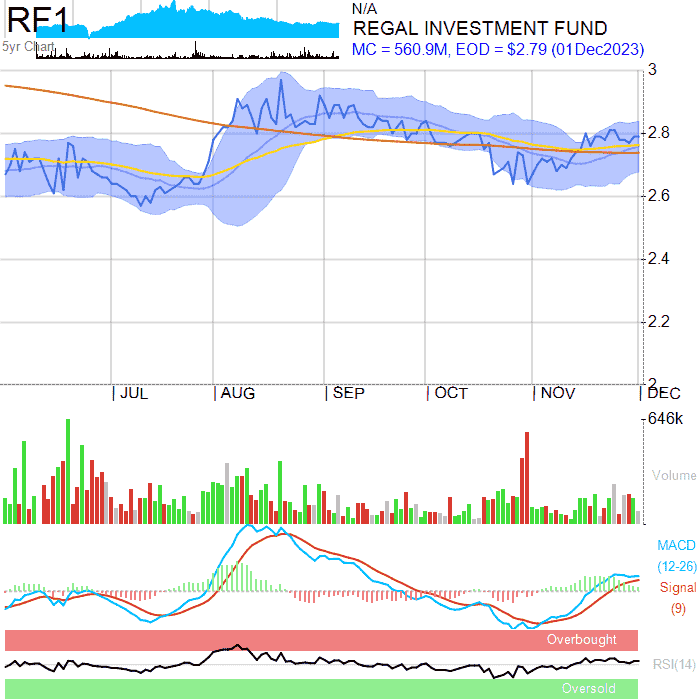 RF1
5yr Chart
N/A
REGAL INVESTMENT FUND
MC = 560.9M, EOD = $2.79 (01Dec2023)
3
2.8
2.6
2.4
2.2
2
JUL AUG SEP OCT NOV DEC
646k
Volume
MACD
(12-26)
Signal
(9)
Overbought
RSI(14)
Oversold